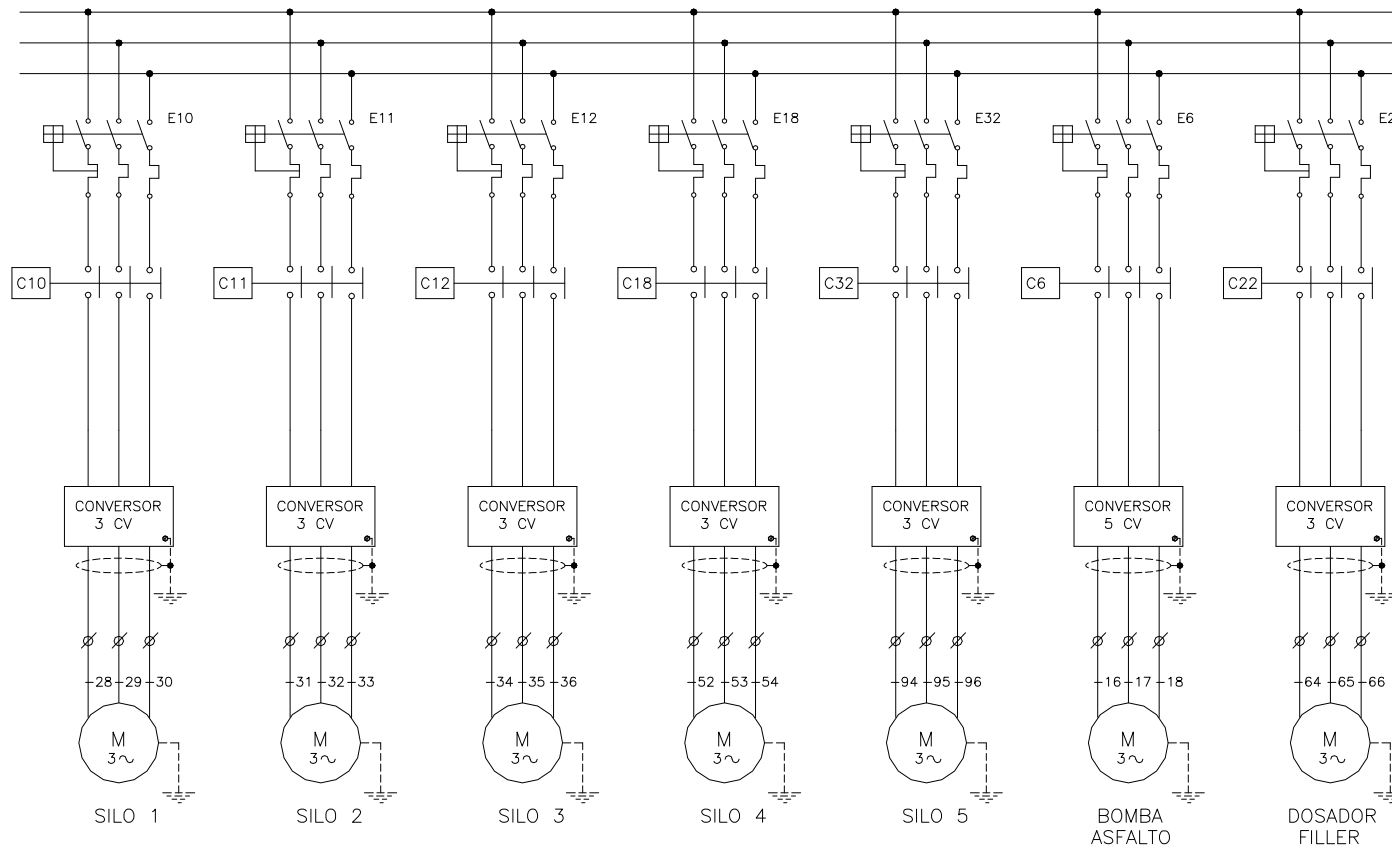 E10 E11 E12 E18 E32 E6 E2
C10 C11 C12 C18 C32 C6 C22
CONVERSOR CONVERSOR CONVERSOR CONVERSOR CONVERSOR CONVERSOR CONVERSOR
3 CV 3 CV 3 CV 3 CV 3 CV 5 CV 3 CV
28 29 30 31 32 33 34 35 36 52 53 54 94 95 96 16 17 18 64 65 66
M M M M M M M
3~ 3~ 3~ 3~ 3~ 3~ 3~
SILO 1 SILO 2 SILO 3 SILO 4 SILO 5 BOMBA DOSADOR
ASFALTO FILLER